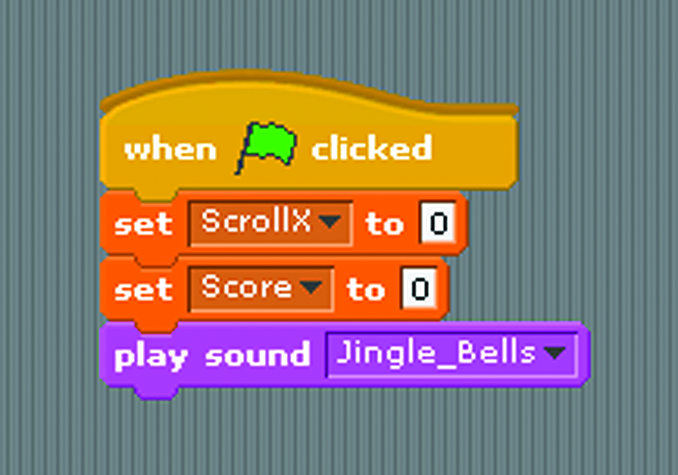 when clicked
set ScrollX to 0
set Score to 0
play sound Jingle_Bells